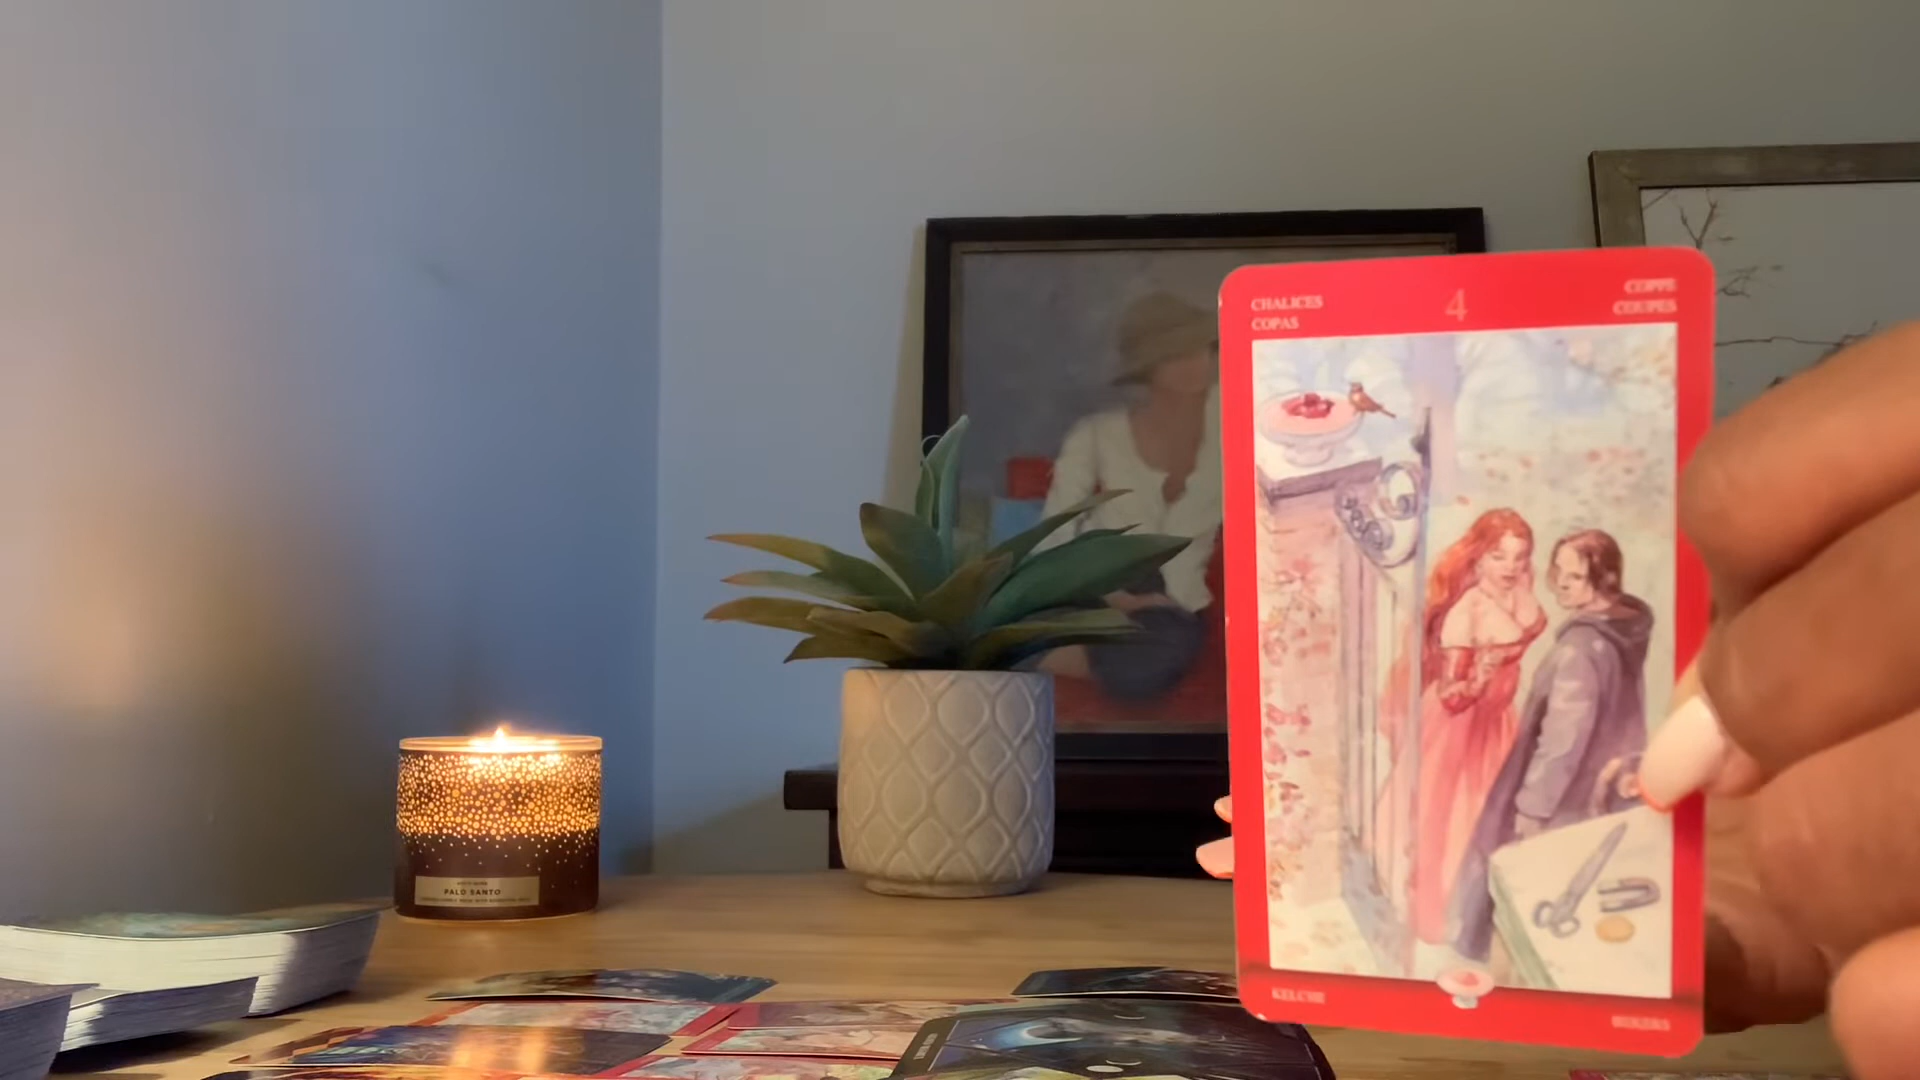 CHALICES
COPAS
4
COPPE
COUPES
KELCHE
BEKERS
PALO SANTO